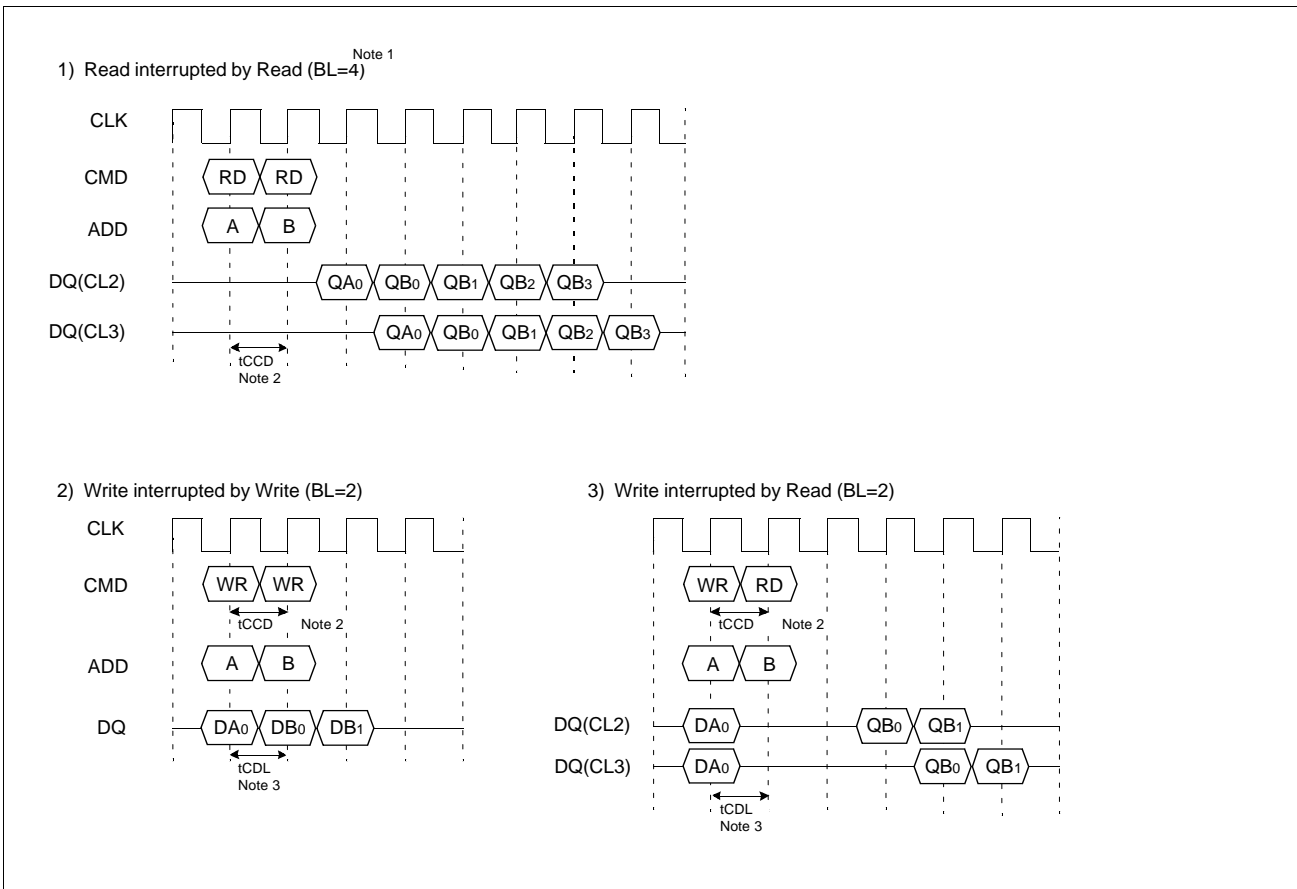 1) Read interrupted by Read (BL=4) Note 1
CLK
CMD RD RD
ADD A B
DQ(CL2) QA0 QB0 QB1 QB2 QB3
DQ(CL3) QA0 QB0 QB1 QB2 QB3
tCCD
Note 2
2) Write interrupted by Write (BL=2)
CLK
CMD WR WR
tCCD Note 2
ADD A B
DQ DA0 DB0 DB1
tCDL
Note 3
3) Write interrupted by Read (BL=2)
WR RD
tCCD Note 2
A B
DQ(CL2) DA0 QB0 QB1
DQ(CL3) DA0 QB0 QB1
tCDL
Note 3